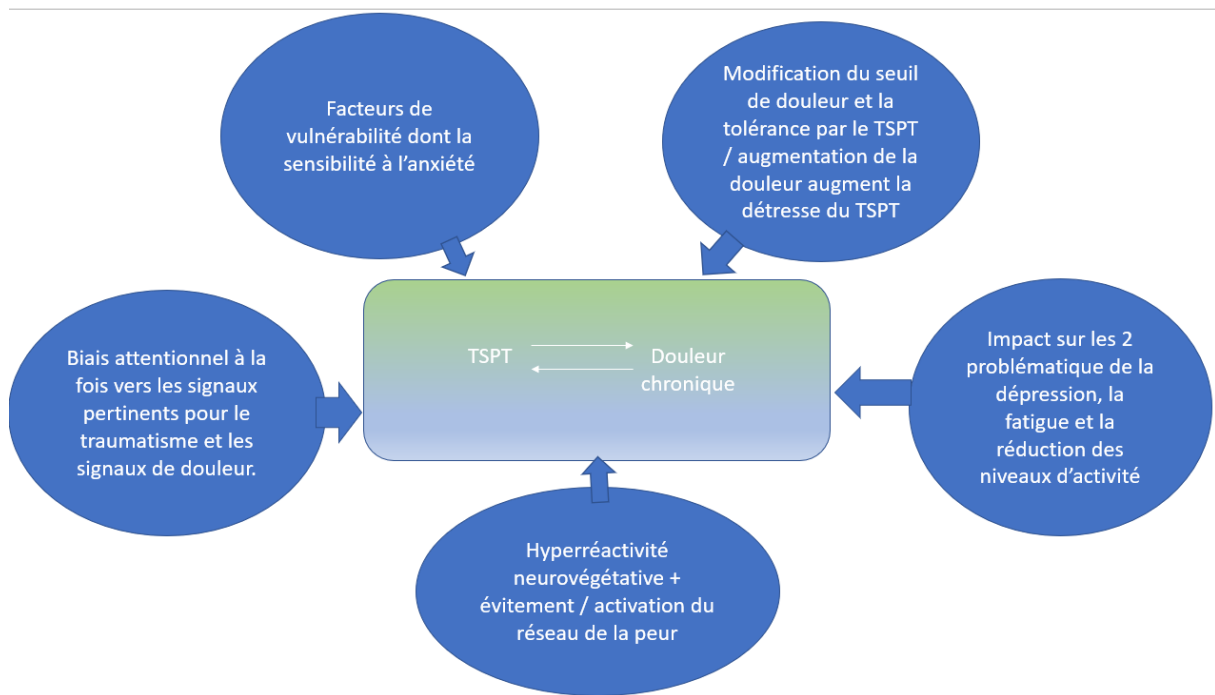 Facteurs de
vulnérabilité dont la
sensibilité à l’anxiété
Modification du seuil
de douleur et la
tolérance par le TSPT
/ augmentation de la
douleur augment la
détresse du TSPT
Biais attentionnel à la
fois vers les signaux
pertinents pour le
traumatisme et les
signaux de douleur.
TSPT
Douleur
chronique
Impact sur les 2
problématique de la
dépression, la
fatigue et la
réduction des
niveaux d’activité
Hyperréactivité
neurovégétative +
évitement / activation du
réseau de la peur